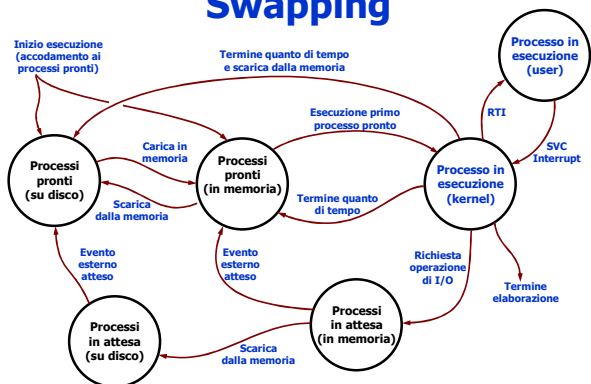 Swapping
Inizio esecuzione
(accodamento ai
processi pronti)
Termine quanto di tempo
e scarica dalla memoria
Processo in
esecuzione
(user)
Esecuzione primo
processo pronto
RTI
SVC
Interrupt
Carica in
memoria
Processi
pronti
(su disco)
Processi
pronti
(in memoria)
Processo in
esecuzione
(kernel)
Scarica
dalla memoria
Termine quanto
di tempo
Evento
esterno
atteso
Evento
esterno
atteso
Richiesta
operazione
di I/O
Termine
elaborazione
Processi
in attesa
(su disco)
Processi
in attesa
(in memoria)
Scarica
dalla memoria